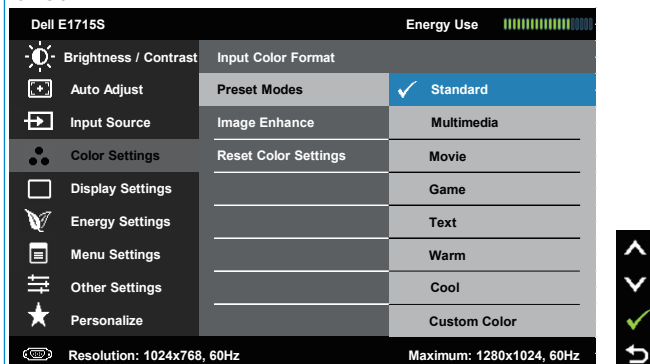 Dell E1715S Energy Use
Brightness / Contrast Input Color Format
Auto Adjust Preset Modes Standard
Input Source Image Enhance Multimedia
Color Settings Reset Color Settings Movie
Display Settings Game
Energy Settings Text
Menu Settings Warm
Other Settings Cool
Personalize Custom Color
Resolution: 1024x768, 60Hz Maximum: 1280x1024, 60Hz